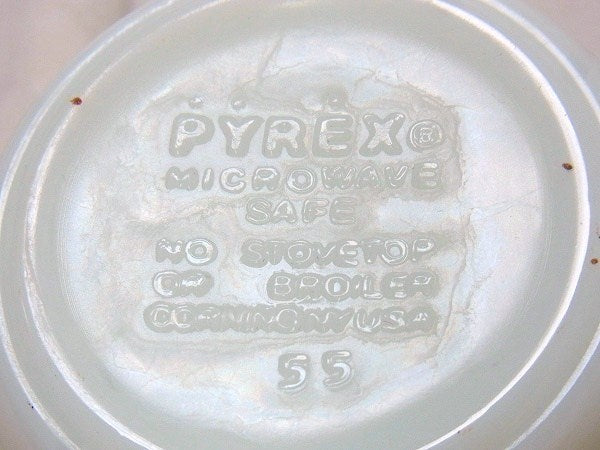 PYREX®
MICROWAVE
SAFE
NO STOVETOP
OR BROILER
CORNING NY USA
55